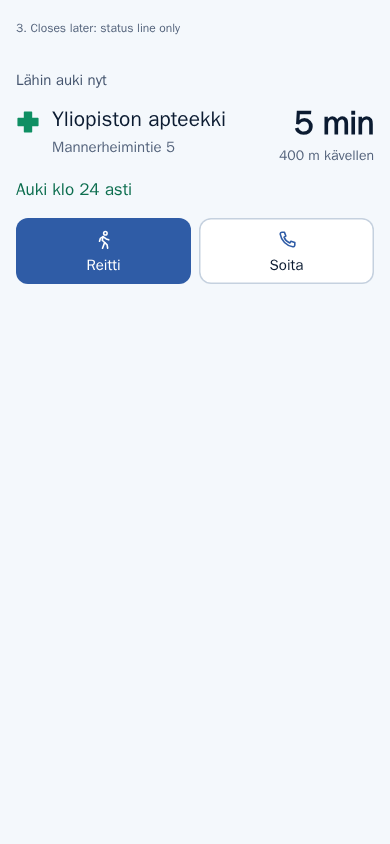 3. Closes later: status line only
Lähin auki nyt
Yliopiston apteekki
Mannerheimintie 5
5 min
400 m kävellen
Auki klo 24 asti
Reitti
Soita